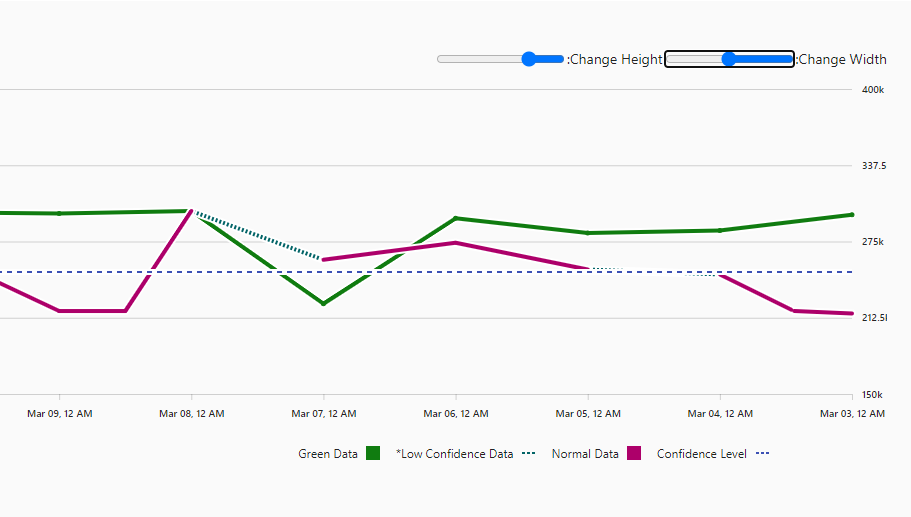 :Change Height :Change Width
400k
337.5
275k
212.5
150k
Mar 09, 12 AM Mar 08, 12 AM Mar 07, 12 AM Mar 06, 12 AM Mar 05, 12 AM Mar 04, 12 AM Mar 03, 12 AM
Green Data *Low Confidence Data Normal Data Confidence Level